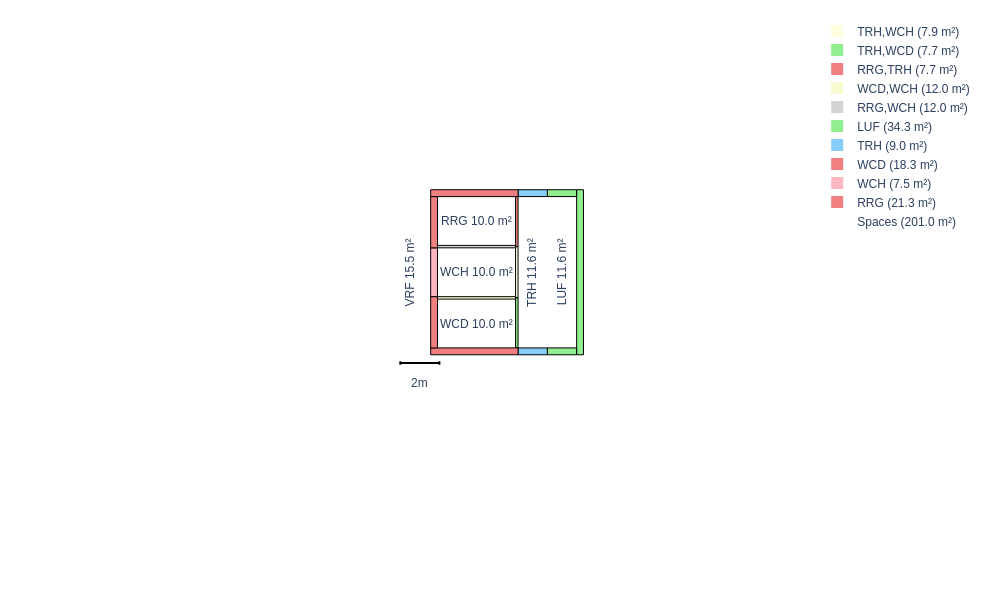 TRH,WCH (7.9 m²)
TRH,WCD (7.7 m²)
RRG,TRH (7.7 m²)
WCD,WCH (12.0 m²)
RRG,WCH (12.0 m²)
LUF (34.3 m²)
TRH (9.0 m²)
WCD (18.3 m²)
WCH (7.5 m²)
RRG (21.3 m²)
Spaces (201.0 m²)
RRG 10.0 m²
WCH 10.0 m²
WCD 10.0 m²
VRF 15.5 m²
TRH 11.6 m²
LUF 11.6 m²
2m